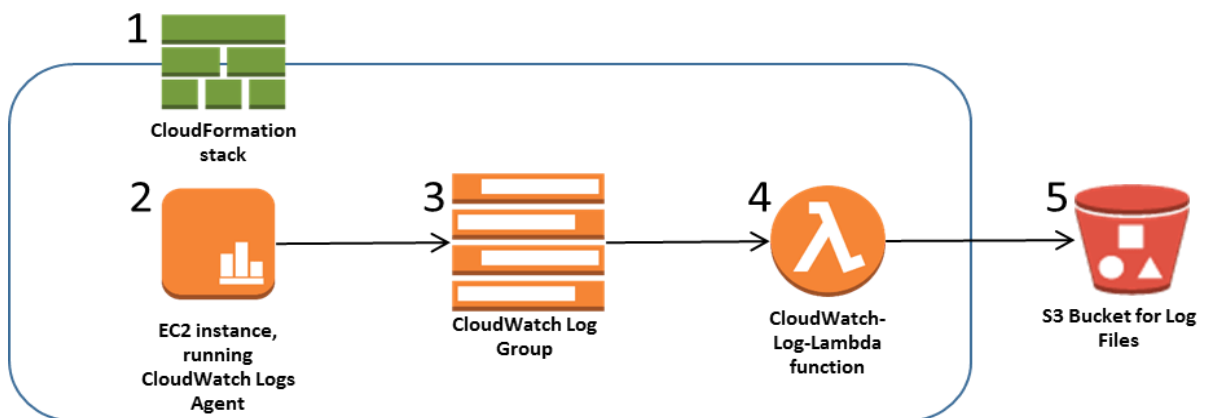 1
CloudFormation
stack
2
EC2 instance,
running
CloudWatch Logs
Agent
3
CloudWatch Log
Group
4
CloudWatch-
Log-Lambda
function
5
S3 Bucket for Log
Files